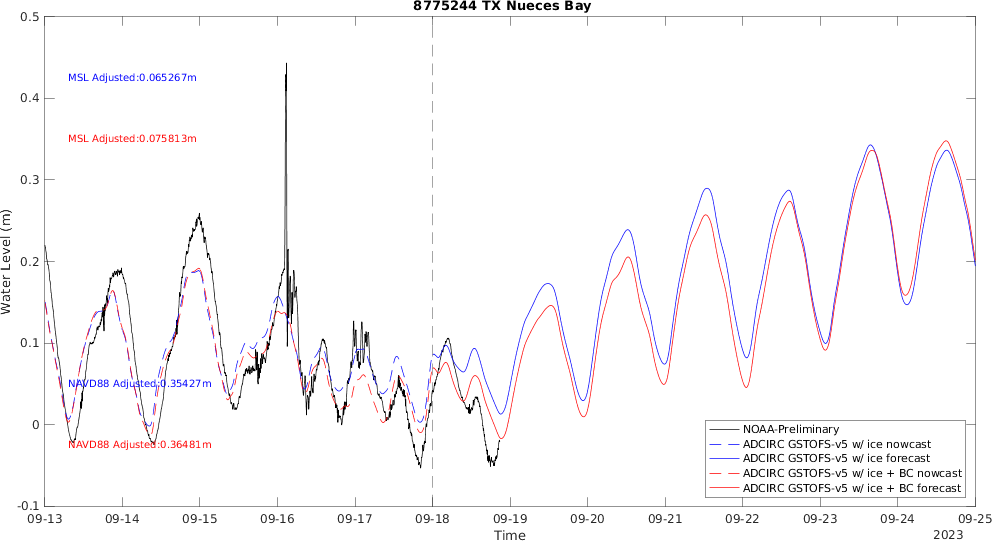 8775244 TX Nueces Bay
0.5
0.4
0.3
0.2
0.1
0
-0.1
Water Level (m)
MSL Adjusted:0.065267m
MSL Adjusted:0.075813m
NAVD88 Adjusted:0.35427m
NAVD88 Adjusted:0.36481m
NOAA-Preliminary
ADCIRC GSTOFS-v5 w/ ice nowcast
ADCIRC GSTOFS-v5 w/ ice forecast
ADCIRC GSTOFS-v5 w/ ice + BC nowcast
ADCIRC GSTOFS-v5 w/ ice + BC forecast
09-13 09-14 09-15 09-16 09-17 09-18 09-19 09-20 09-21 09-22 09-23 09-24 09-25
Time
2023